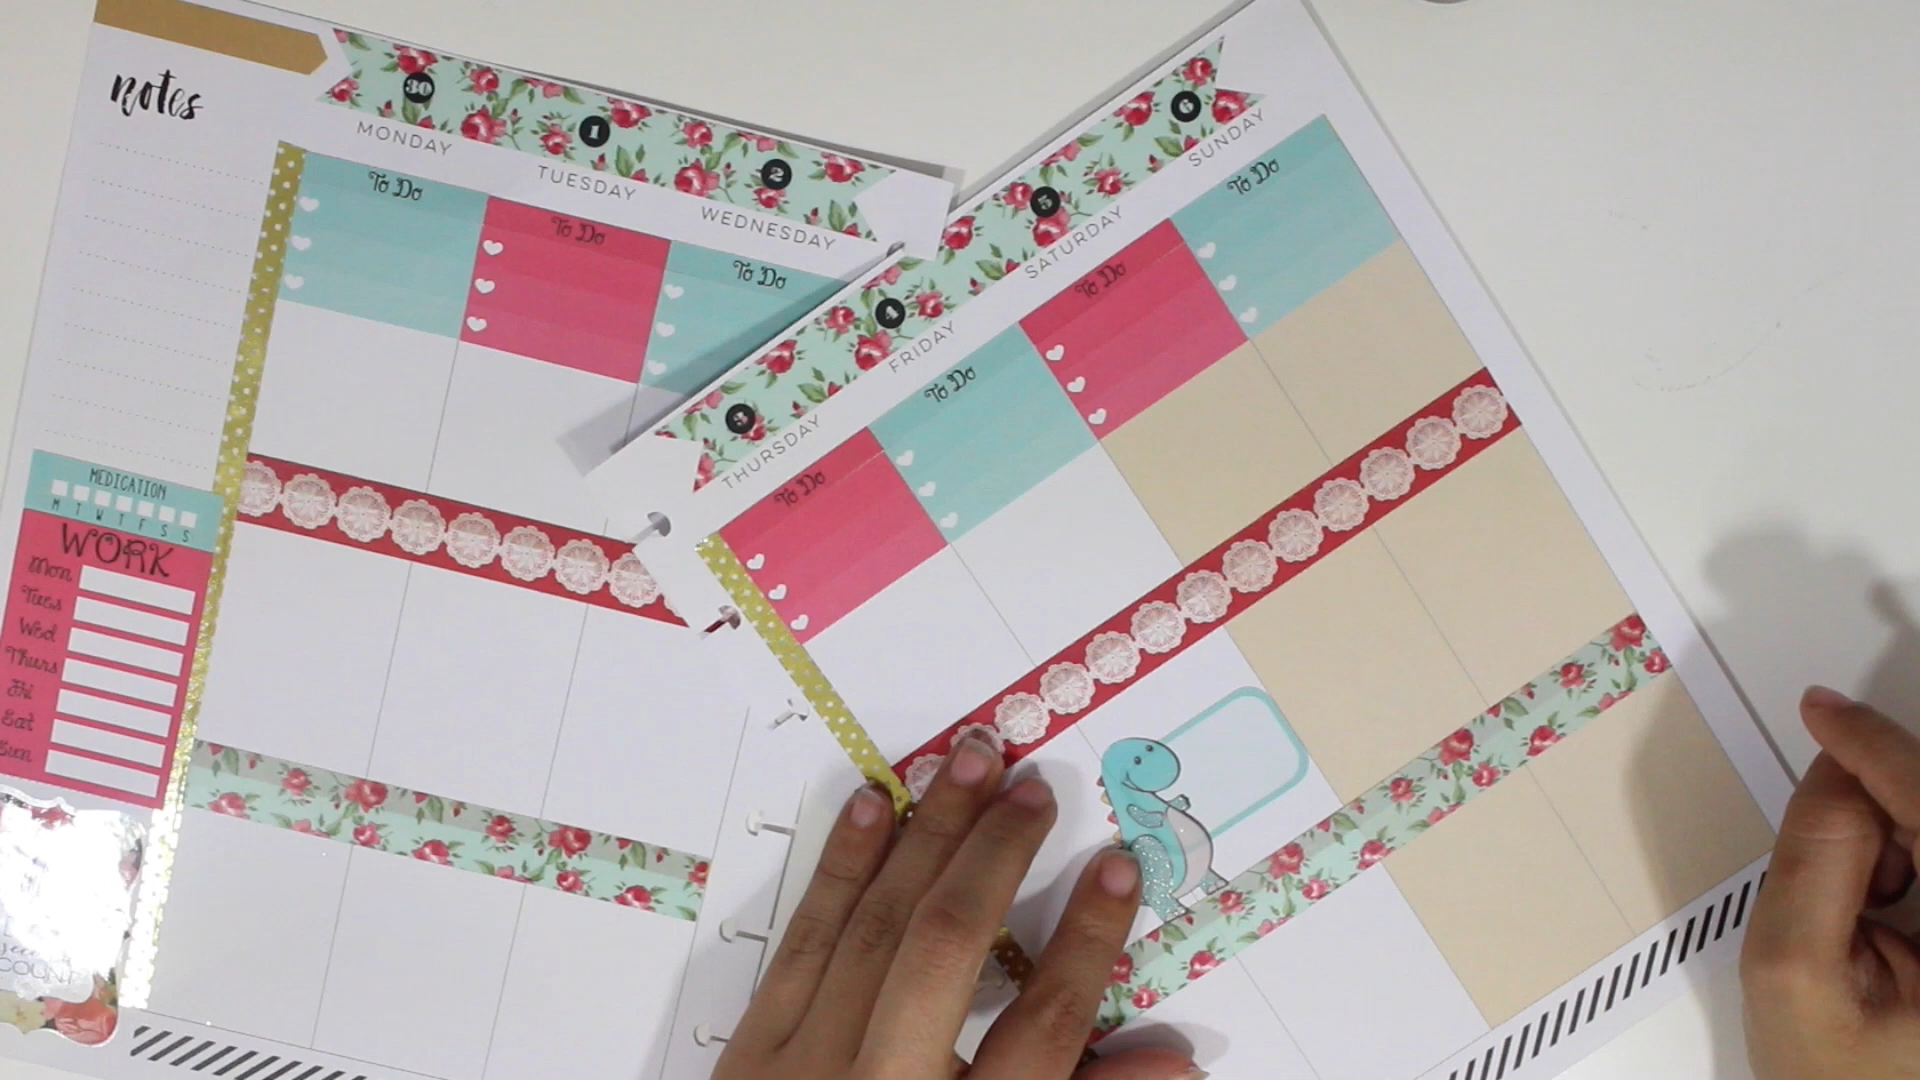 notes
30
1
2
MONDAY
TUESDAY
WEDNESDAY
To Do
To Do
To Do
MEDICATION
M T W T F S S
WORK
Mon
Tues
Wed
Thurs
Fri
Sat
Sun
COUNT
3
4
5
6
THURSDAY
FRIDAY
SATURDAY
SUNDAY
To Do
To Do
To Do
To Do